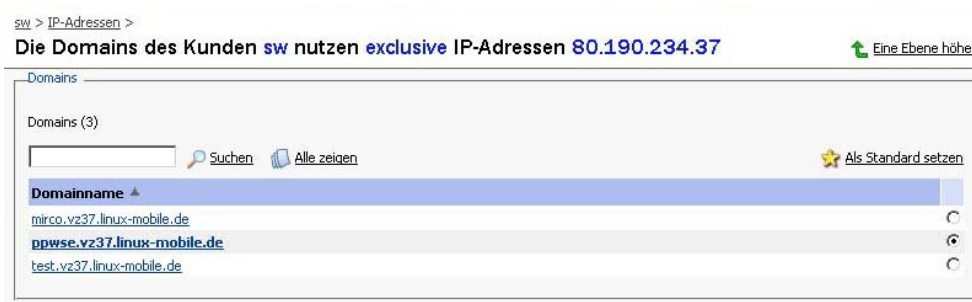 sw > IP-Adressen >
Die Domains des Kunden sw nutzen exclusive IP-Adressen 80.190.234.37 Eine Ebene höhe
Domains
Domains (3)
Suchen Alle zeigen Als Standard setzen
Domainname
mirco.vz37.linux-mobile.de
ppwse.vz37.linux-mobile.de
test.vz37.linux-mobile.de